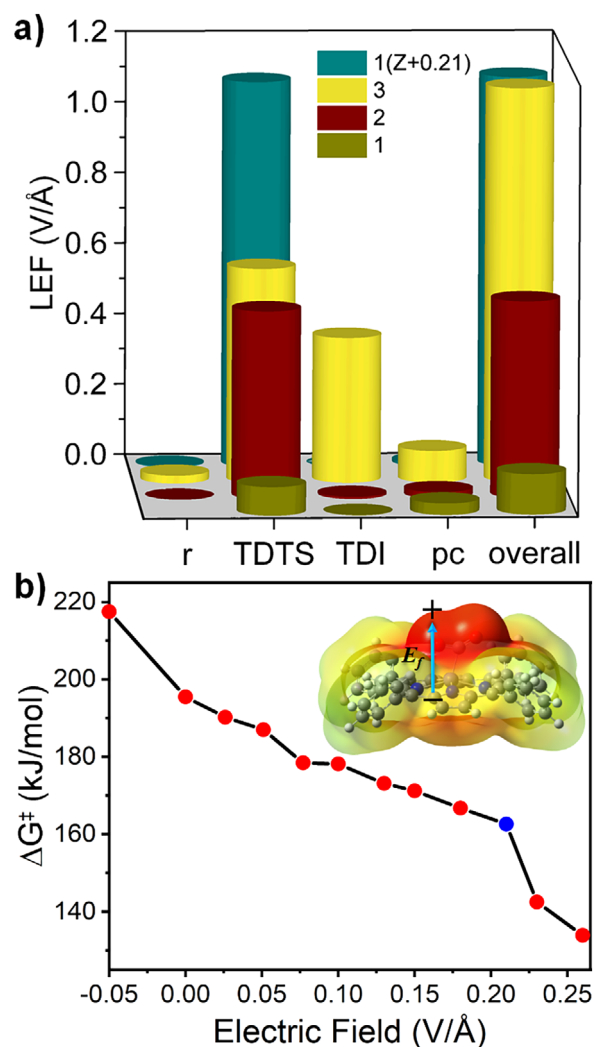 a)
1.2
1.0
0.8
0.6
0.4
0.2
0.0
LEF (V/Å)
1(Z+0.21)
3
2
1
r TDTS TDI pc overall
b)
220
200
180
160
140
ΔG‡ (kJ/mol)
+
Ef
−
-0.05 0.00 0.05 0.10 0.15 0.20 0.25
Electric Field (V/Å)